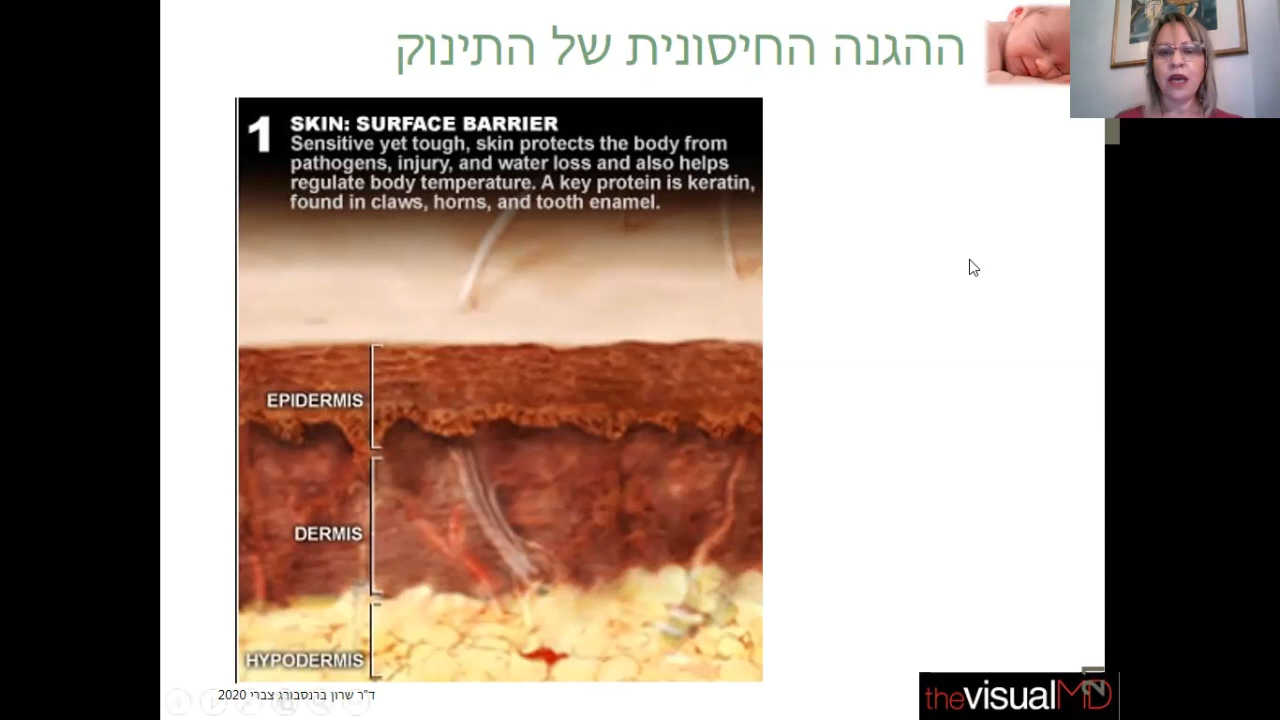 ההגנה החיסונית של התינוק
1 SKIN: SURFACE BARRIER
Sensitive yet tough, skin protects the body from
pathogens, injury, and water loss and also helps
regulate body temperature. A key protein is keratin,
found in claws, horns, and tooth enamel.
EPIDERMIS
DERMIS
HYPODERMIS
ד"ר שרון ברנסבורג צברי 2020
theVisualMD